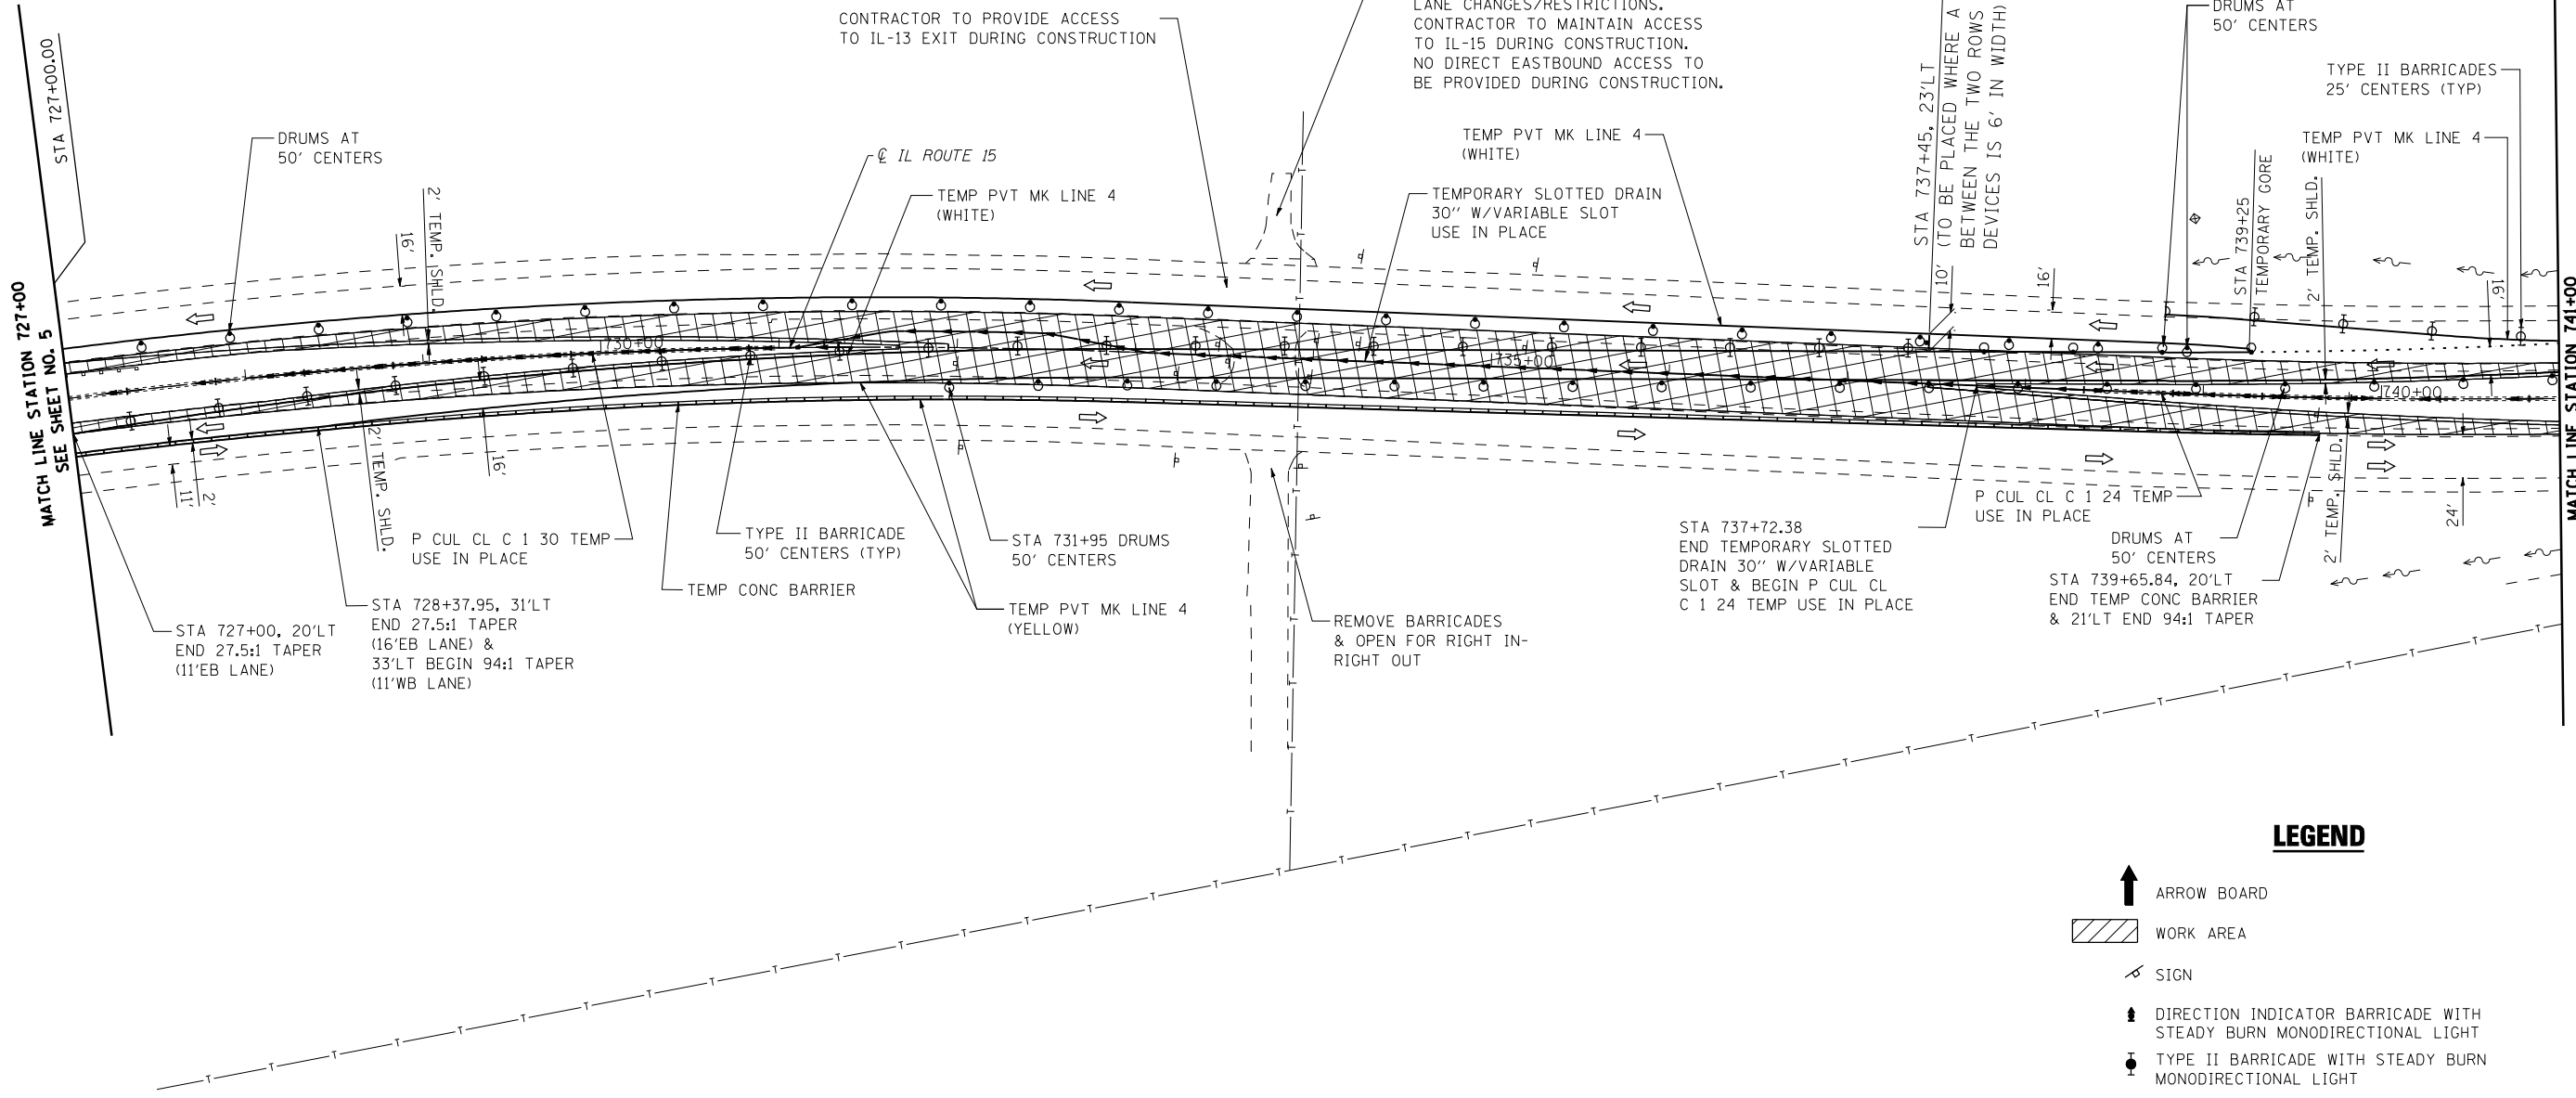 CONTRACTOR TO PROVIDE ACCESS
TO IL-13 EXIT DURING CONSTRUCTION
LANE CHANGES/RESTRICTIONS.
CONTRACTOR TO MAINTAIN ACCESS
TO IL-15 DURING CONSTRUCTION.
NO DIRECT EASTBOUND ACCESS TO
BE PROVIDED DURING CONSTRUCTION.
STA 737+45, 23'LT
(TO BE PLACED WHERE A
BETWEEN THE TWO ROWS
DEVICES IS 6' IN WIDTH)
DRUMS AT
50' CENTERS
TYPE II BARRICADES
25' CENTERS (TYP)
TEMP PVT MK LINE 4
(WHITE)
STA 727+00.00
DRUMS AT
50' CENTERS
℄ IL ROUTE 15
TEMP PVT MK LINE 4
(WHITE)
TEMP PVT MK LINE 4
(WHITE)
TEMPORARY SLOTTED DRAIN
30'' W/VARIABLE SLOT
USE IN PLACE
16'
2' TEMP. SHLD.
10'
16'
STA 739+25
TEMPORARY GORE
2' TEMP. SHLD.
16'
MATCH LINE STATION 727+00
SEE SHEET NO. 5
730+00
735+00
740+00
MATCH LINE STATION 741+00
11'
2'
2' TEMP. SHLD.
16'
P CUL CL C 1 30 TEMP
USE IN PLACE
TYPE II BARRICADE
50' CENTERS (TYP)
TEMP CONC BARRIER
STA 731+95 DRUMS
50' CENTERS
TEMP PVT MK LINE 4
(YELLOW)
REMOVE BARRICADES
& OPEN FOR RIGHT IN-
RIGHT OUT
STA 737+72.38
END TEMPORARY SLOTTED
DRAIN 30'' W/VARIABLE
SLOT & BEGIN P CUL CL
C 1 24 TEMP USE IN PLACE
P CUL CL C 1 24 TEMP
USE IN PLACE
DRUMS AT
50' CENTERS
STA 739+65.84, 20'LT
END TEMP CONC BARRIER
& 21'LT END 94:1 TAPER
2' TEMP. SHLD.
24'
STA 727+00, 20'LT
END 27.5:1 TAPER
(11'EB LANE)
STA 728+37.95, 31'LT
END 27.5:1 TAPER
(16'EB LANE) &
33'LT BEGIN 94:1 TAPER
(11'WB LANE)
LEGEND
ARROW BOARD
WORK AREA
SIGN
DIRECTION INDICATOR BARRICADE WITH
STEADY BURN MONODIRECTIONAL LIGHT
TYPE II BARRICADE WITH STEADY BURN
MONODIRECTIONAL LIGHT